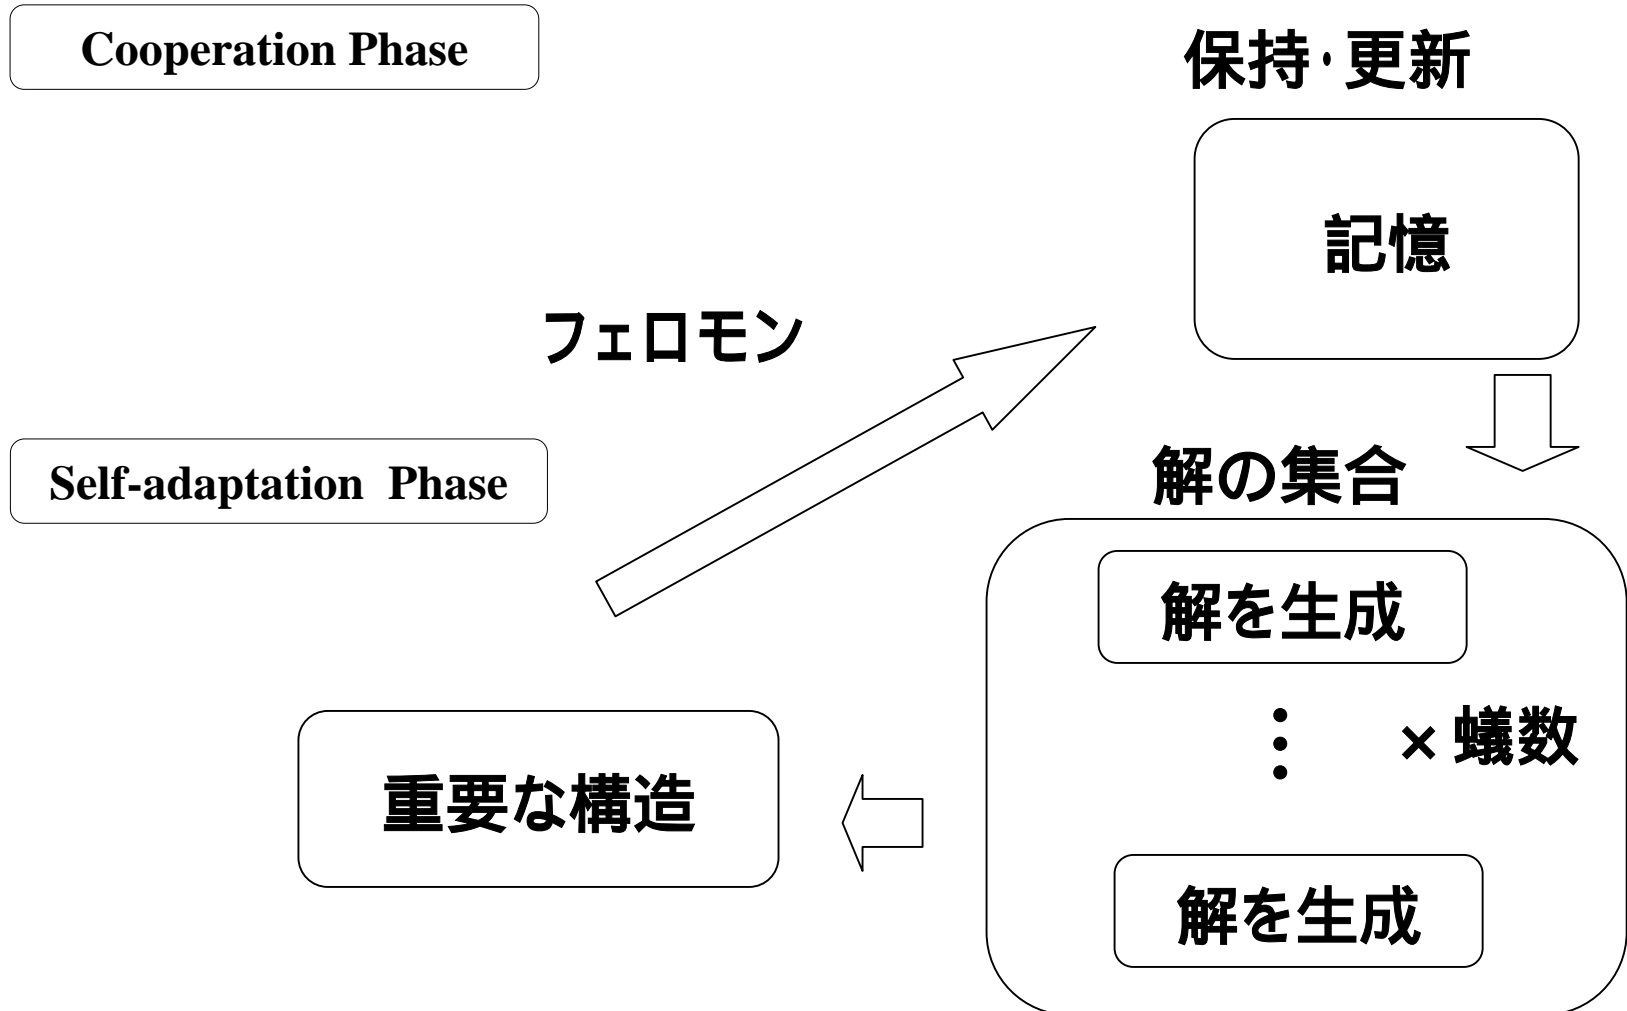 Cooperation Phase
保持・更新
記憶
フェロモン
Self-adaptation Phase
解の集合
解を生成
⋮
×蟻数
重要な構造
解を生成